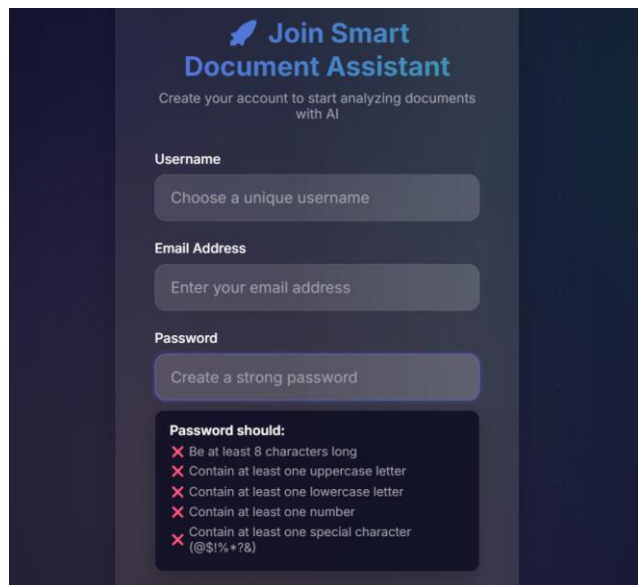 Join Smart
Document Assistant
Create your account to start analyzing documents
with AI
Username
Choose a unique username
Email Address
Enter your email address
Password
Create a strong password
Password should:
Be at least 8 characters long
Contain at least one uppercase letter
Contain at least one lowercase letter
Contain at least one number
Contain at least one special character
(@$!%*?&)